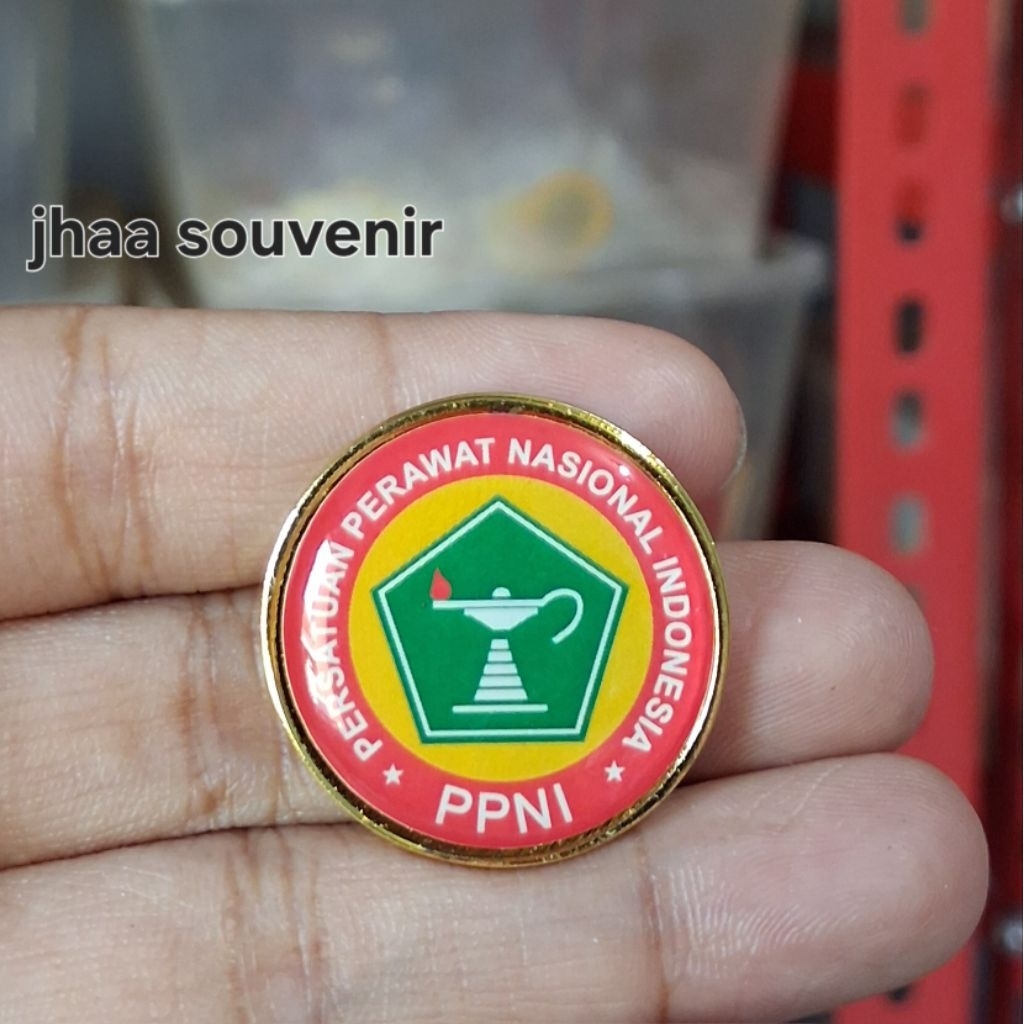 jhaa souvenir
PERSATUAN PERAWAT NASIONAL INDONESIA
PPNI